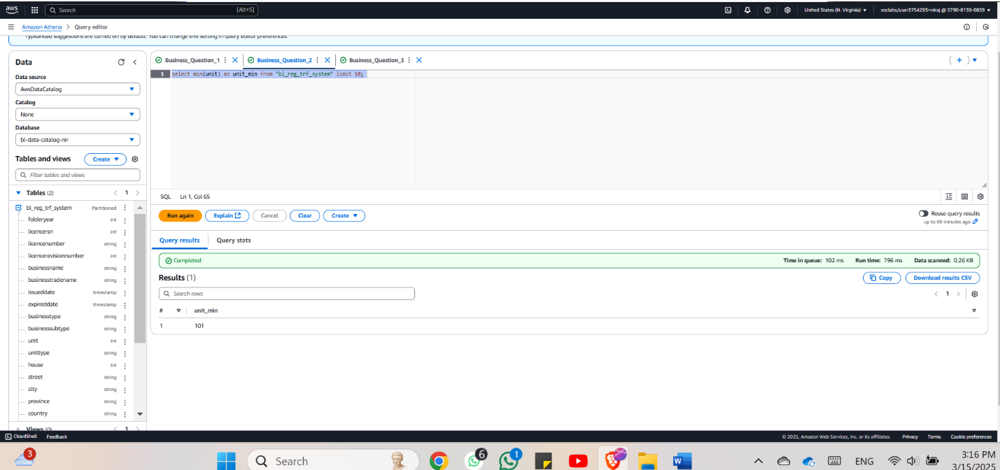 aws Search [Alt+S] United States (N. Virginia) voclabs/user3754293=niraj @ 5790-8139-0859
Amazon Athena > Query editor
Typeahead suggestions are turned on by default. You can change this setting in query editor preferences.
Data
Data source
AwsDataCatalog
Catalog
None
Database
bl-data-catalog-nir
Tables and views Create
Filter tables and views
Tables (2) < 1 >
bl_reg_trf_system Partitioned
folderyear int
licencersn int
licencenumber string
licencerevisionnumber int
businessname string
businesstradename string
issueddate timestamp
expireddate timestamp
businesstype string
businesssubtype string
unit int
unittype string
house int
street string
city string
province string
country string
Views (0) < 1 >
Business_Question_1 Business_Question_2 Business_Question_3
1 select min(unit) as unit_min from "bl_reg_trf_system" limit 10;
SQL Ln 1, Col 65
Run again Explain Cancel Clear Create
Reuse query results
up to 60 minutes ago
Query results Query stats
Completed Time in queue: 102 ms Run time: 796 ms Data scanned: 0.26 KB
Results (1) Copy Download results CSV
Search rows < 1 >
# unit_min
1 101
CloudShell Feedback © 2025, Amazon Web Services, Inc. or its affiliates. Privacy Terms Cookie preferences
3 Search 6 1 W ENG 3:16 PM
3/15/2025